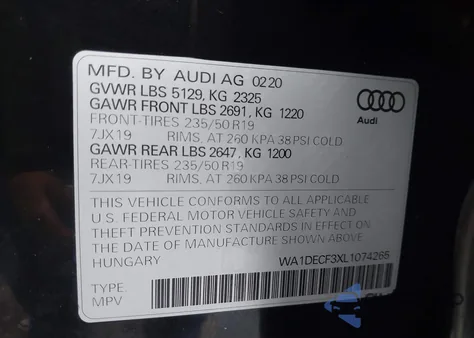 MFD. BY AUDI AG 0220
GVWR LBS 5129, KG 2325
GAWR FRONT LBS 2691, KG 1220
FRONT-TIRES 235/50 R19
7JX19 RIMS, AT 260 KPA 38 PSI COLD
GAWR REAR LBS 2647, KG 1200
REAR-TIRES 235/50 R19
7JX19 RIMS, AT 260 KPA 38 PSI COLD
Audi
THIS VEHICLE CONFORMS TO ALL APPLICABLE
U.S. FEDERAL MOTOR VEHICLE SAFETY AND
THEFT PREVENTION STANDARDS IN EFFECT ON
THE DATE OF MANUFACTURE SHOWN ABOVE.
HUNGARY
WA1DECF3XL1074265
TYPE:
MPV